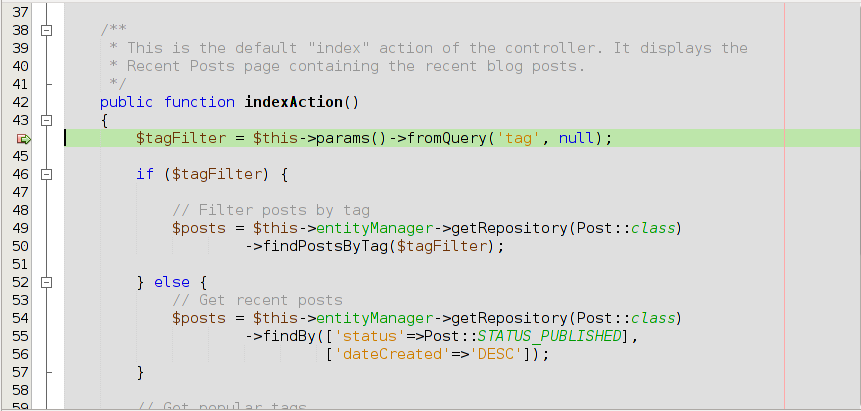 37
38 /**
39 * This is the default "index" action of the controller. It displays the
40 * Recent Posts page containing the recent blog posts.
41 */
42 public function indexAction()
43 {
$tagFilter = $this->params()->fromQuery('tag', null);
45
46 if ($tagFilter) {
47
48 // Filter posts by tag
49 $posts = $this->entityManager->getRepository(Post::class)
50 ->findPostsByTag($tagFilter);
51
52 } else {
53 // Get recent posts
54 $posts = $this->entityManager->getRepository(Post::class)
55 ->findBy(['status'=>Post::STATUS_PUBLISHED],
56 ['dateCreated'=>'DESC']);
57 }
58
59 // Get popular tags